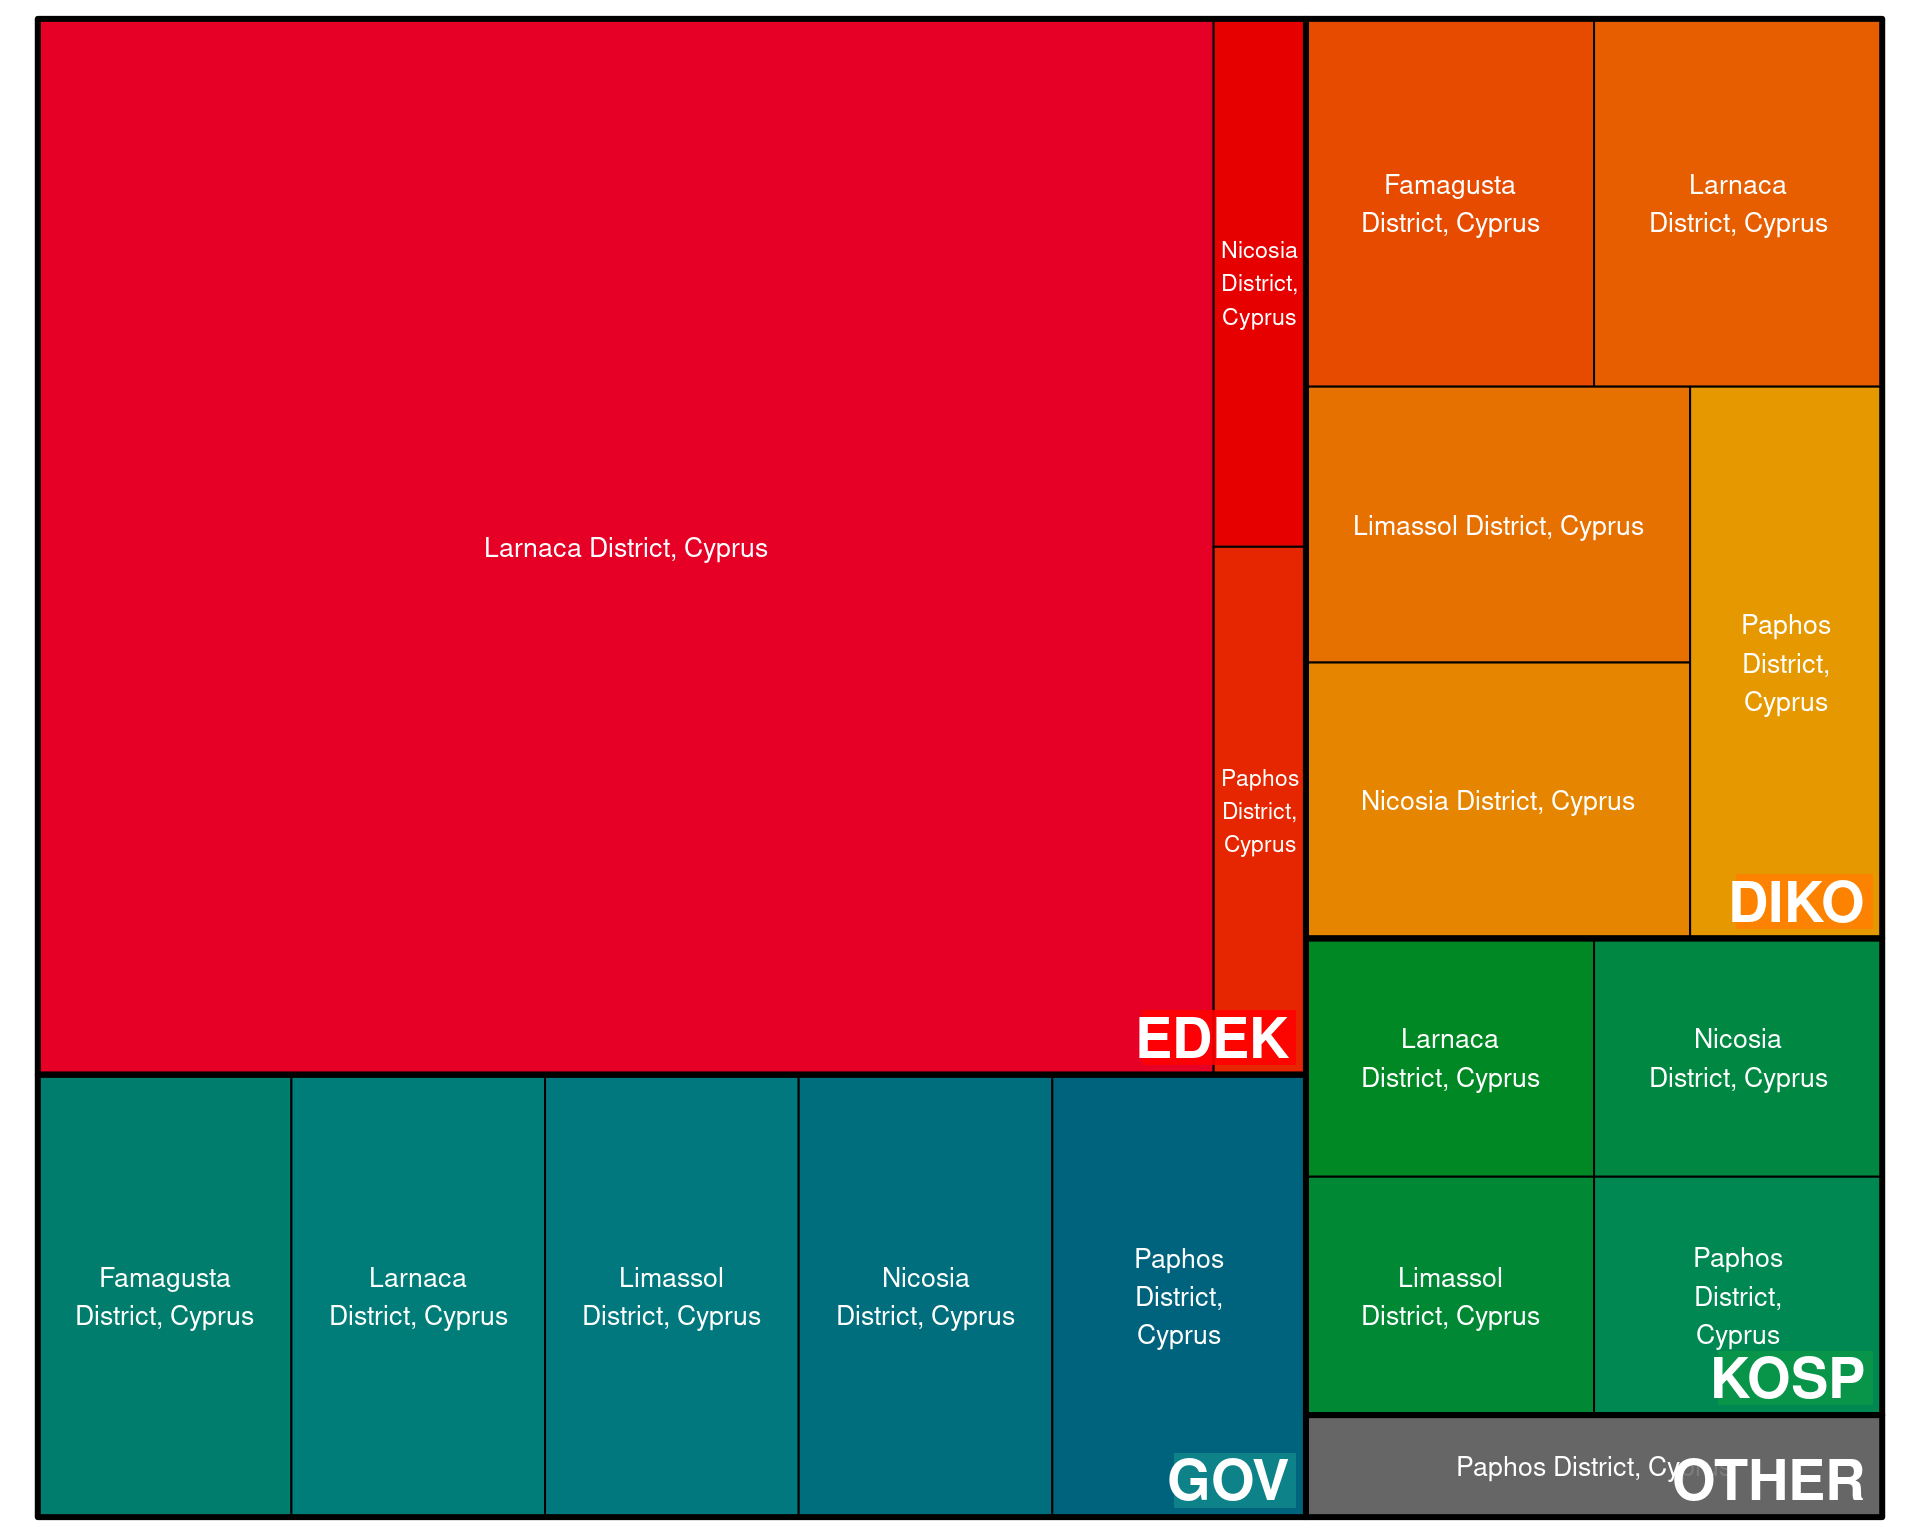 Larnaca District, Cyprus
Nicosia
District,
Cyprus
Paphos
District,
Cyprus
EDEK
Famagusta
District, Cyprus
Larnaca
District, Cyprus
Limassol District, Cyprus
Nicosia District, Cyprus
Paphos
District,
Cyprus
DIKO
Famagusta
District, Cyprus
Larnaca
District, Cyprus
Limassol
District, Cyprus
Nicosia
District, Cyprus
Paphos
District,
Cyprus
GOV
Larnaca
District, Cyprus
Nicosia
District, Cyprus
Limassol
District, Cyprus
Paphos
District,
Cyprus
KOSP
Paphos District,
OTHER